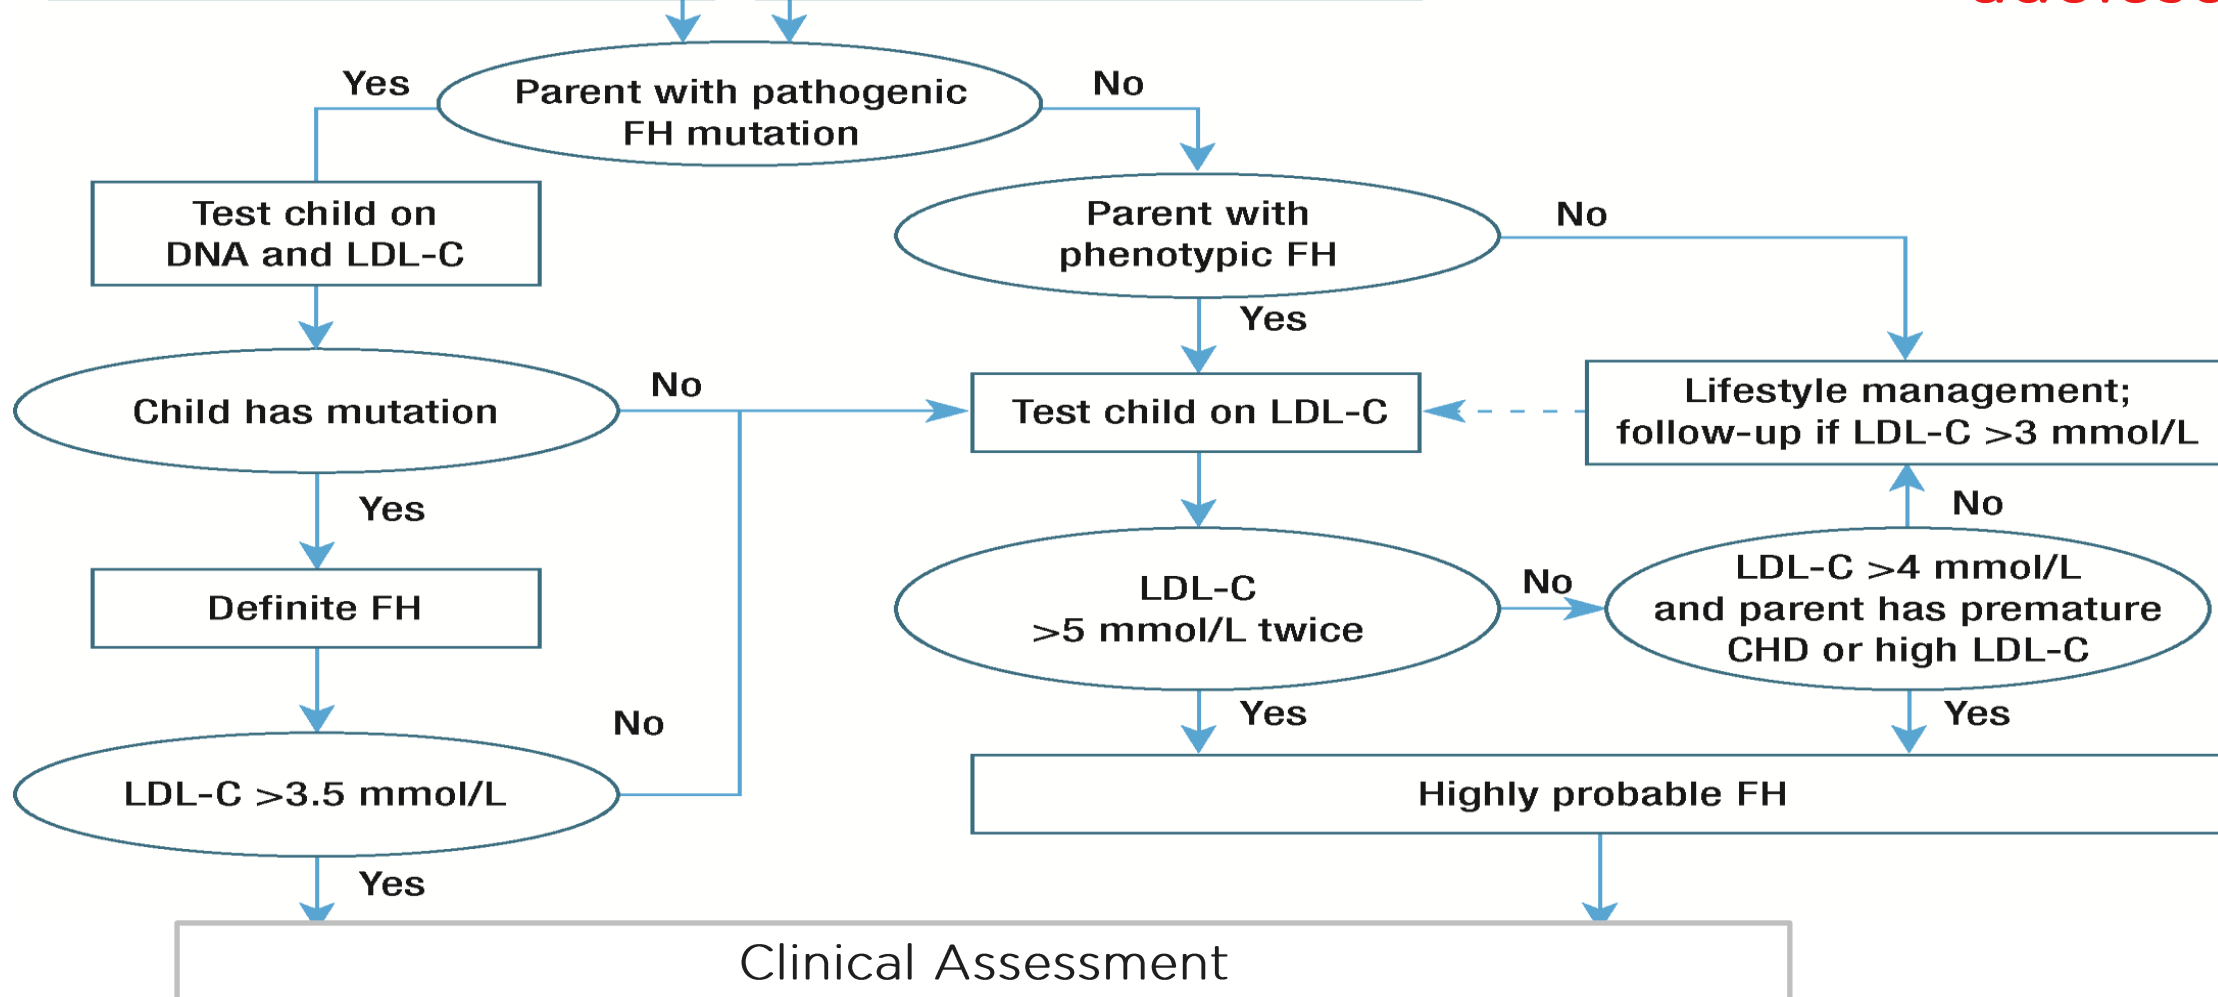 Yes
Parent with pathogenic
FH mutation
No
Test child on
DNA and LDL-C
Parent with
phenotypic FH
No
Yes
Child has mutation
No
Test child on LDL-C
Lifestyle management;
follow-up if LDL-C >3 mmol/L
Yes
No
Definite FH
LDL-C
>5 mmol/L twice
No
LDL-C >4 mmol/L
and parent has premature
CHD or high LDL-C
No
Yes
Yes
LDL-C >3.5 mmol/L
Highly probable FH
Yes
Clinical Assessment